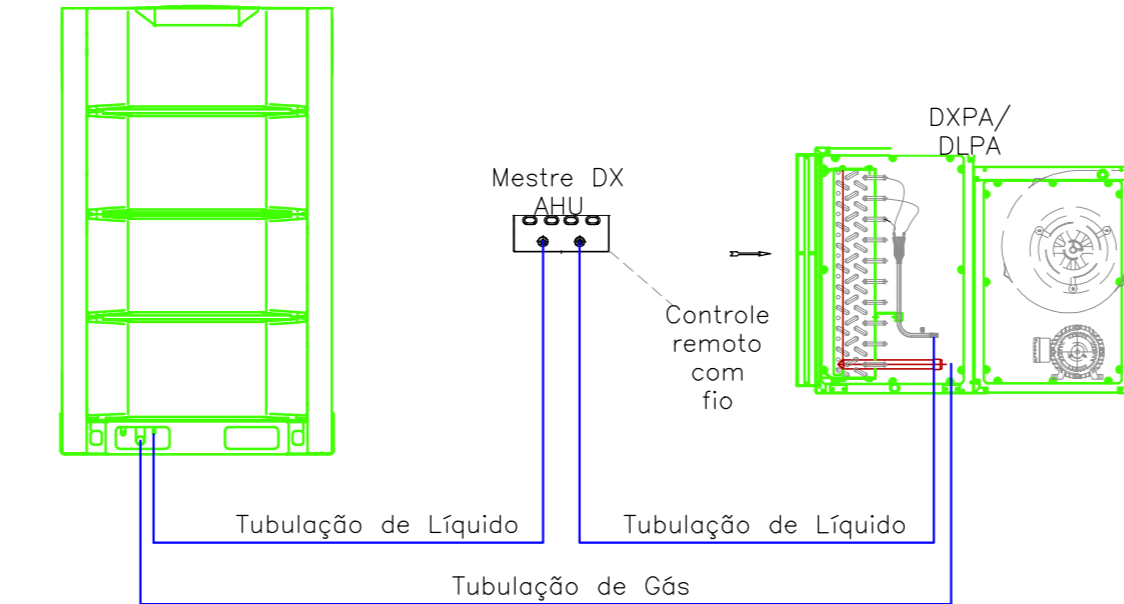 DXPA/
DLPA
Mestre DX
AHU
Controle
remoto
com
fio
Tubulação de Líquido
Tubulação de Líquido
Tubulação de Gás